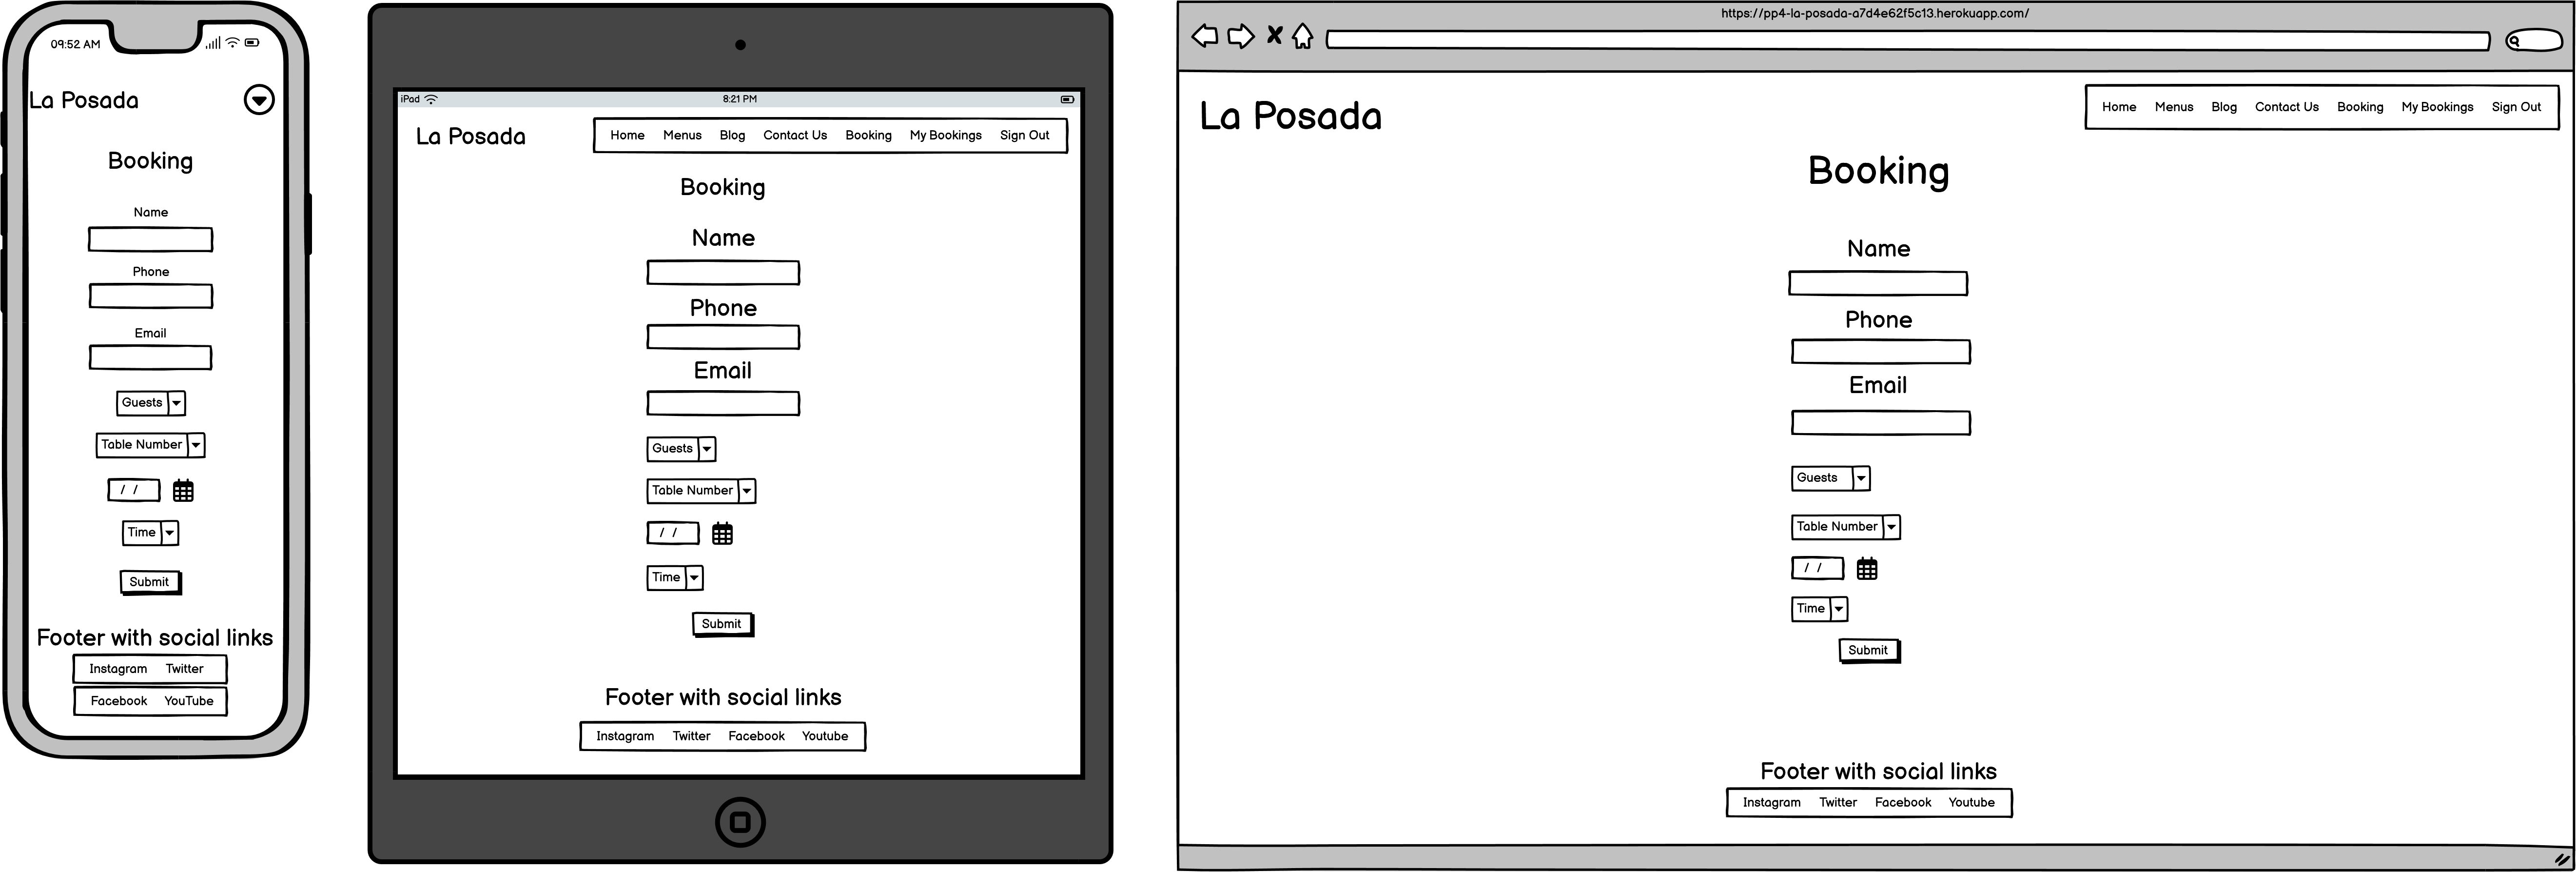 09:52 AM
La Posada
Booking
Name
Phone
Email
Guests
Table Number
/ /
Time
Submit
Footer with social links
Instagram Twitter
Facebook YouTube
iPad 8:21 PM
La Posada Home Menus Blog Contact Us Booking My Bookings Sign Out
Booking
Name
Phone
Email
Guests
Table Number
/ /
Time
Submit
Footer with social links
Instagram Twitter Facebook Youtube
https://pp4-la-posada-a7d4e62f5c13.herokuapp.com/
La Posada Home Menus Blog Contact Us Booking My Bookings Sign Out
Booking
Name
Phone
Email
Guests
Table Number
/ /
Time
Submit
Footer with social links
Instagram Twitter Facebook Youtube